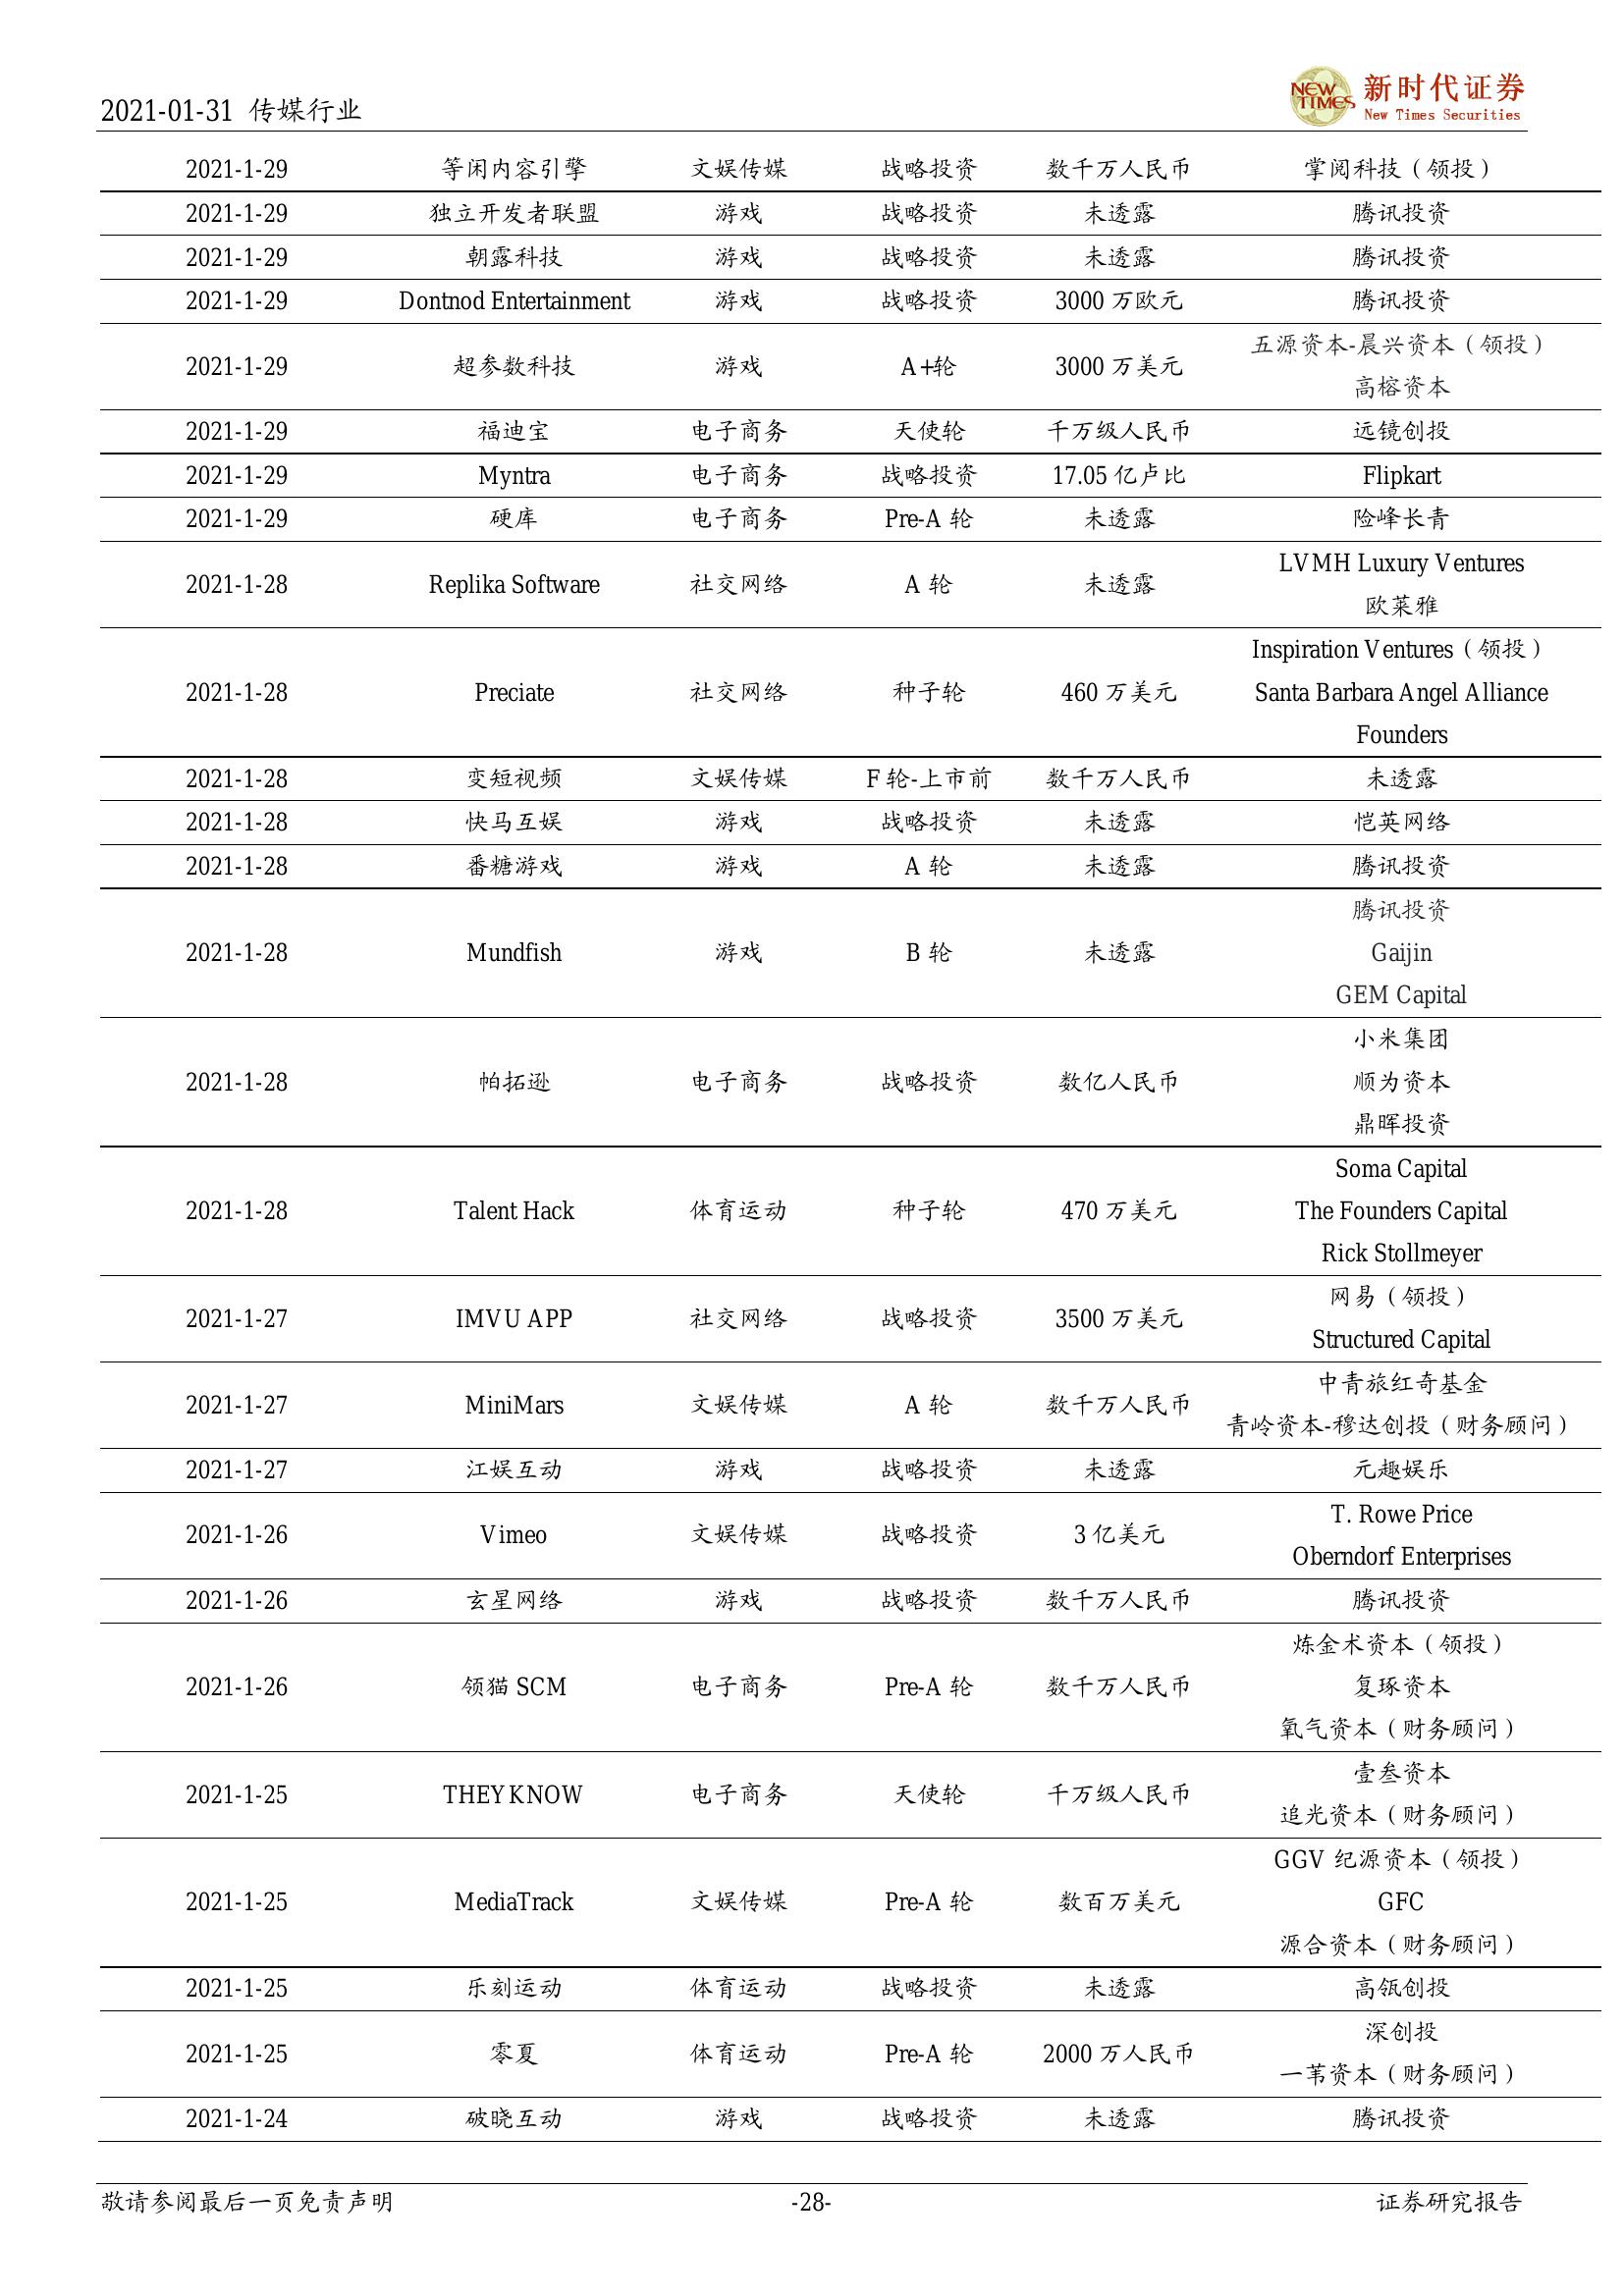 2021-01-31 传媒行业
NEW TIMES 新时代证券
New Times Securities
2021-1-29 等闲内容引擎 文娱传媒 战略投资 数千万人民币 掌阅科技（领投）
2021-1-29 独立开发者联盟 游戏 战略投资 未透露 腾讯投资
2021-1-29 朝露科技 游戏 战略投资 未透露 腾讯投资
2021-1-29 Dontnod Entertainment 游戏 战略投资 3000 万欧元 腾讯投资
2021-1-29 超参数科技 游戏 A+轮 3000 万美元 五源资本-晨兴资本（领投）
高榕资本
2021-1-29 福迪宝 电子商务 天使轮 千万级人民币 远镜创投
2021-1-29 Myntra 电子商务 战略投资 17.05 亿卢比 Flipkart
2021-1-29 硬库 电子商务 Pre-A 轮 未透露 险峰长青
2021-1-28 Replika Software 社交网络 A 轮 未透露 LVMH Luxury Ventures
欧莱雅
2021-1-28 Preciate 社交网络 种子轮 460 万美元 Inspiration Ventures（领投）
Santa Barbara Angel Alliance
Founders
2021-1-28 变短视频 文娱传媒 F 轮-上市前 数千万人民币 未透露
2021-1-28 快马互娱 游戏 战略投资 未透露 恺英网络
2021-1-28 番糖游戏 游戏 A 轮 未透露 腾讯投资
2021-1-28 Mundfish 游戏 B 轮 未透露 腾讯投资
Gaijin
GEM Capital
2021-1-28 帕拓逊 电子商务 战略投资 数亿人民币 小米集团
顺为资本
鼎晖投资
2021-1-28 Talent Hack 体育运动 种子轮 470 万美元 Soma Capital
The Founders Capital
Rick Stollmeyer
2021-1-27 IMVU APP 社交网络 战略投资 3500 万美元 网易（领投）
Structured Capital
2021-1-27 MiniMars 文娱传媒 A 轮 数千万人民币 中青旅红奇基金
青岭资本-穆达创投（财务顾问）
2021-1-27 江娱互动 游戏 战略投资 未透露 元趣娱乐
2021-1-26 Vimeo 文娱传媒 战略投资 3 亿美元 T. Rowe Price
Oberndorf Enterprises
2021-1-26 玄星网络 游戏 战略投资 数千万人民币 腾讯投资
2021-1-26 领猫 SCM 电子商务 Pre-A 轮 数千万人民币 炼金术资本（领投）
复琢资本
氧气资本（财务顾问）
2021-1-25 THEYKNOW 电子商务 天使轮 千万级人民币 壹叁资本
追光资本（财务顾问）
2021-1-25 MediaTrack 文娱传媒 Pre-A 轮 数百万美元 GGV 纪源资本（领投）
GFC
源合资本（财务顾问）
2021-1-25 乐刻运动 体育运动 战略投资 未透露 高瓴创投
2021-1-25 零夏 体育运动 Pre-A 轮 2000 万人民币 深创投
一苇资本（财务顾问）
2021-1-24 破晓互动 游戏 战略投资 未透露 腾讯投资
敬请参阅最后一页免责声明 -28- 证券研究报告